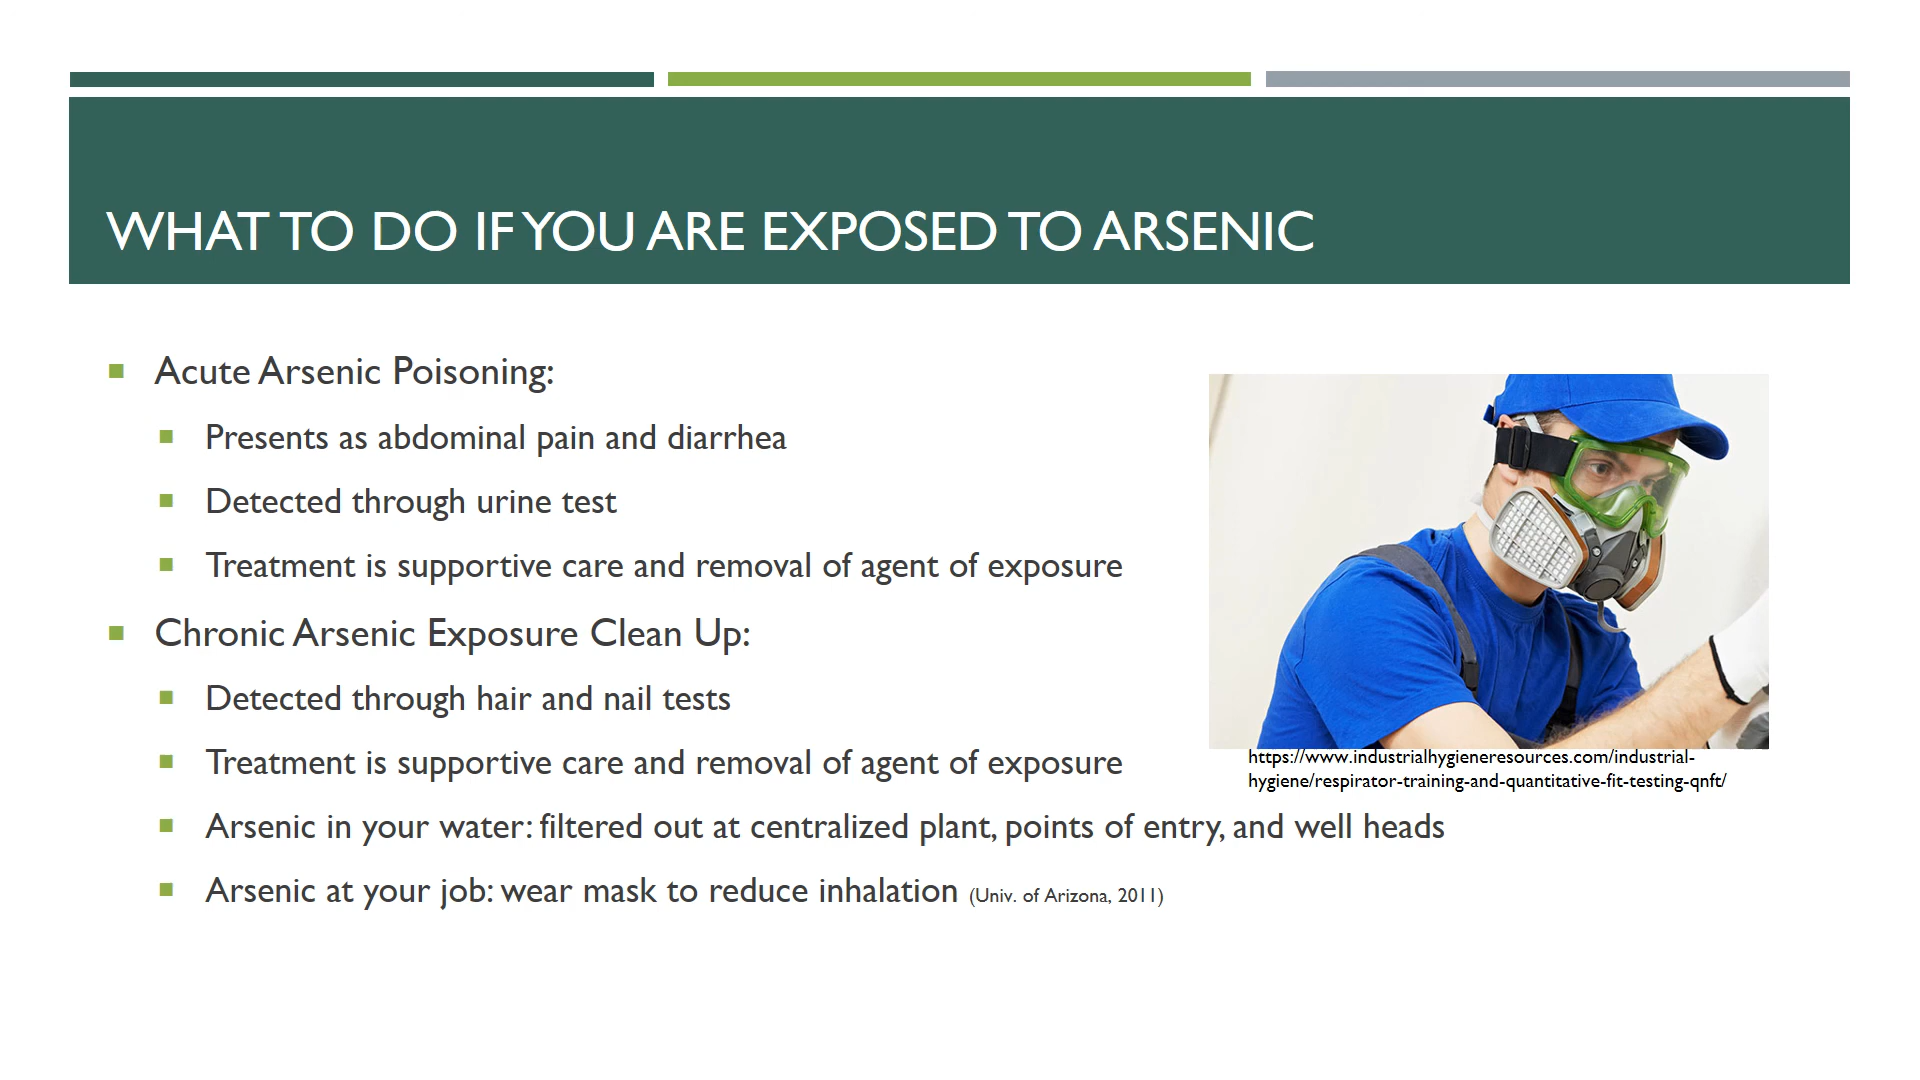 WHAT TO DO IF YOU ARE EXPOSED TO ARSENIC
Acute Arsenic Poisoning:
Presents as abdominal pain and diarrhea
Detected through urine test
Treatment is supportive care and removal of agent of exposure
Chronic Arsenic Exposure Clean Up:
Detected through hair and nail tests
Treatment is supportive care and removal of agent of exposure
Arsenic in your water: filtered out at centralized plant, points of entry, and well heads
Arsenic at your job: wear mask to reduce inhalation (Univ. of Arizona, 2011)
https://www.industrialhygieneresources.com/industrial-
hygiene/respirator-training-and-quantitative-fit-testing-qnft/